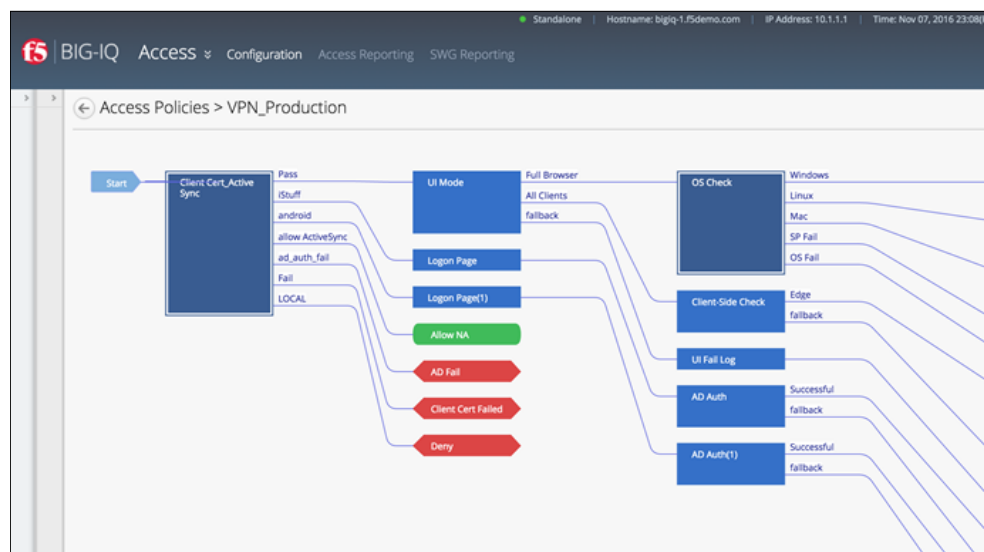 Standalone | Hostname: bigiq-1.f5demo.com | IP Address: 10.1.1.1 | Time: Nov 07, 2016 23:08(
f5 BIG-IQ Access Configuration Access Reporting SWG Reporting
Access Policies > VPN_Production
Start
Client Cert_Active
Sync
Pass
iStuff
android
allow ActiveSync
ad_auth_fail
Fail
LOCAL
UI Mode
Full Browser
All Clients
fallback
Logon Page
Logon Page(1)
Allow NA
AD Fail
Client Cert Failed
Deny
OS Check
Windows
Linux
Mac
SP Fail
OS Fail
Client-Side Check
Edge
fallback
UI Fail Log
AD Auth
Successful
fallback
AD Auth(1)
Successful
fallback